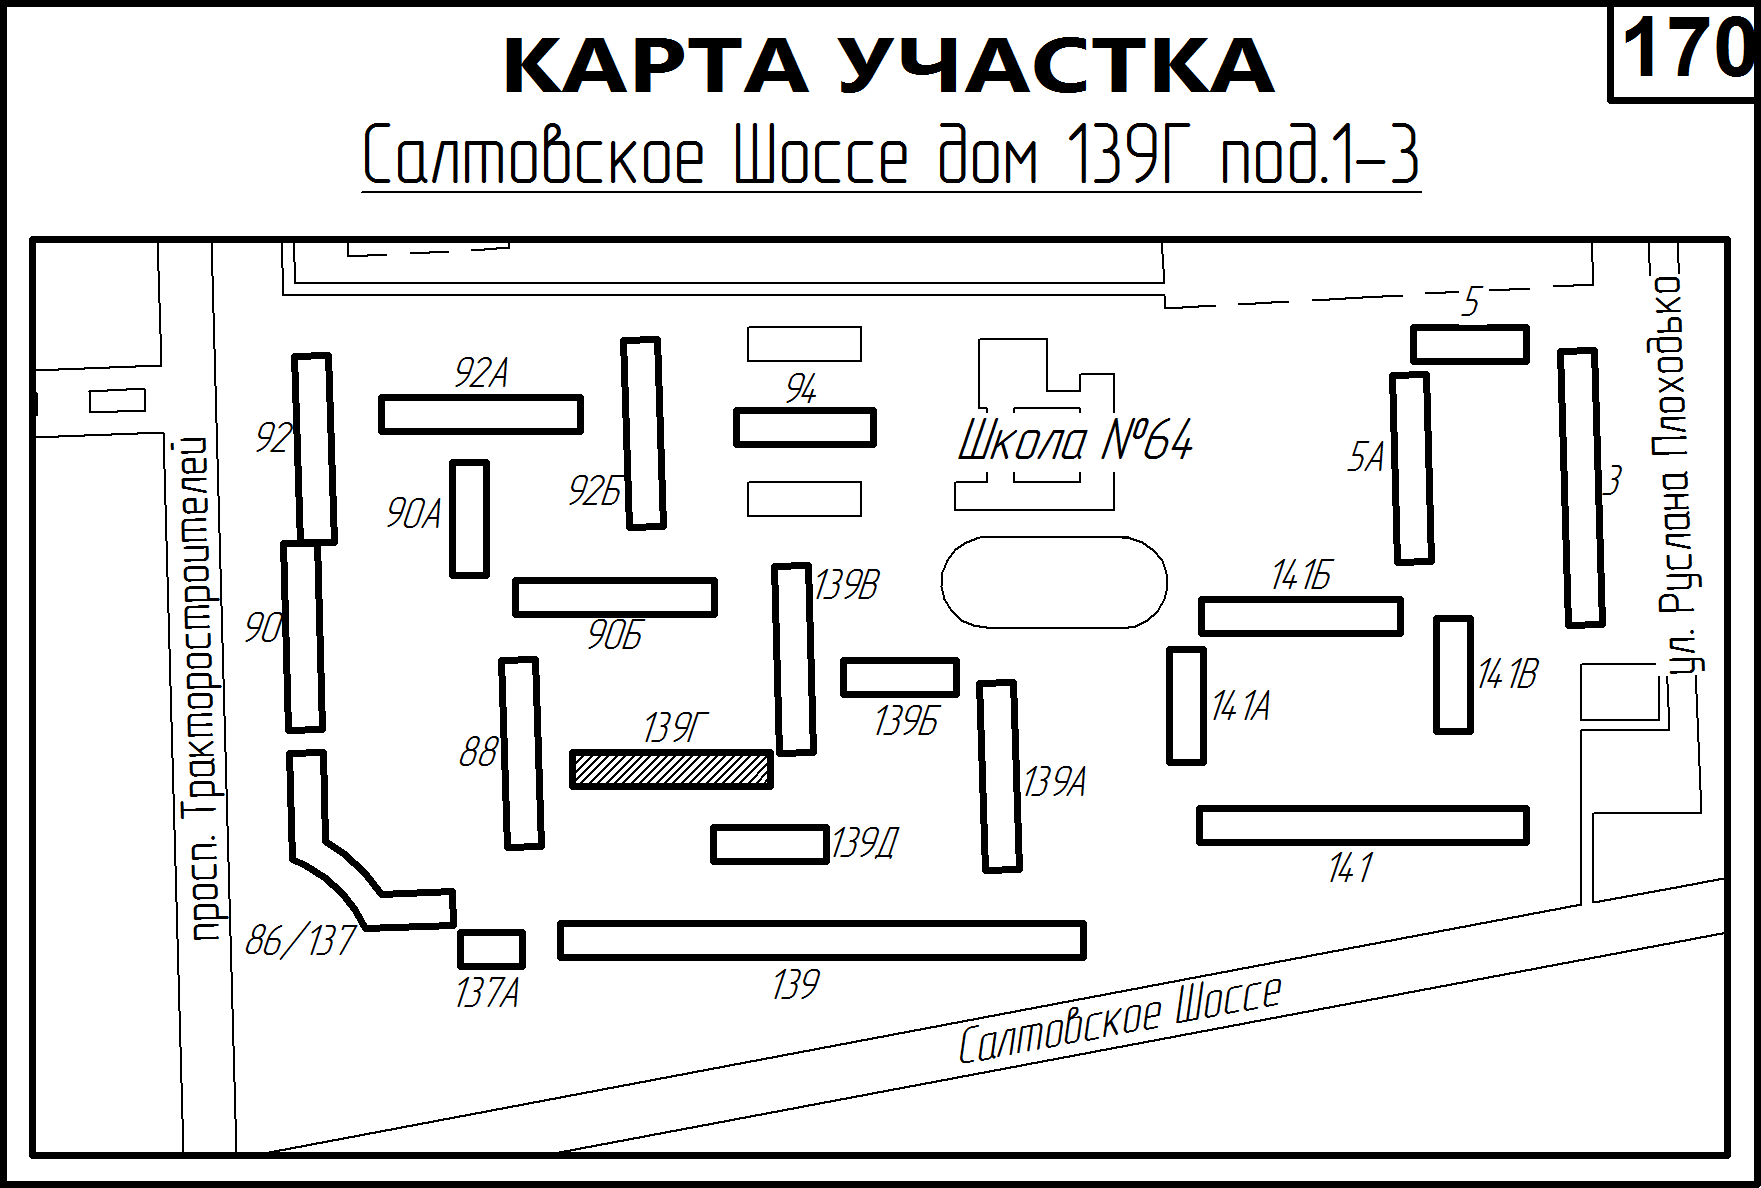 КАРТА УЧАСТКА
170
Салтовское Шоссе дом 139Г под.1-3
5
92А
94
92
Школа №64
5А
3
92Б
90А
ул. Руслана Плоходько
просп. Тракторостроителей
139В
141Б
90
90Б
141В
139Б
141А
139Г
88
139А
139Д
141
86/137
137А
139
Салтовское Шоссе